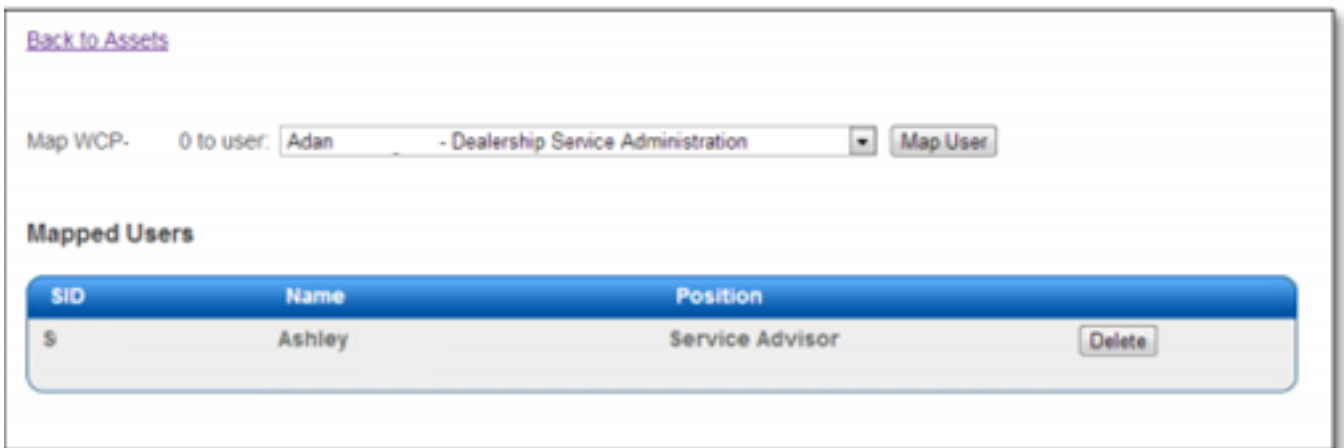 Back to Assets
Map WCP- 0 to user: Adan - Dealership Service Administration Map User
Mapped Users
SID Name Position
S Ashley Service Advisor Delete